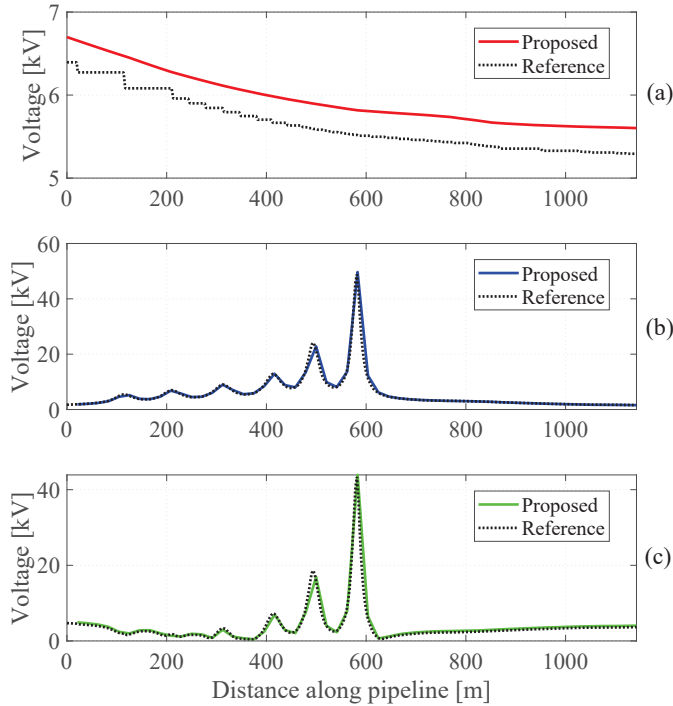 7
6
5
Voltage [kV]
Proposed
Reference
(a)
0 200 400 600 800 1000
60
40
20
0
Voltage [kV]
Proposed
Reference
(b)
0 200 400 600 800 1000
40
20
0
Voltage [kV]
Proposed
Reference
(c)
0 200 400 600 800 1000
Distance along pipeline [m]